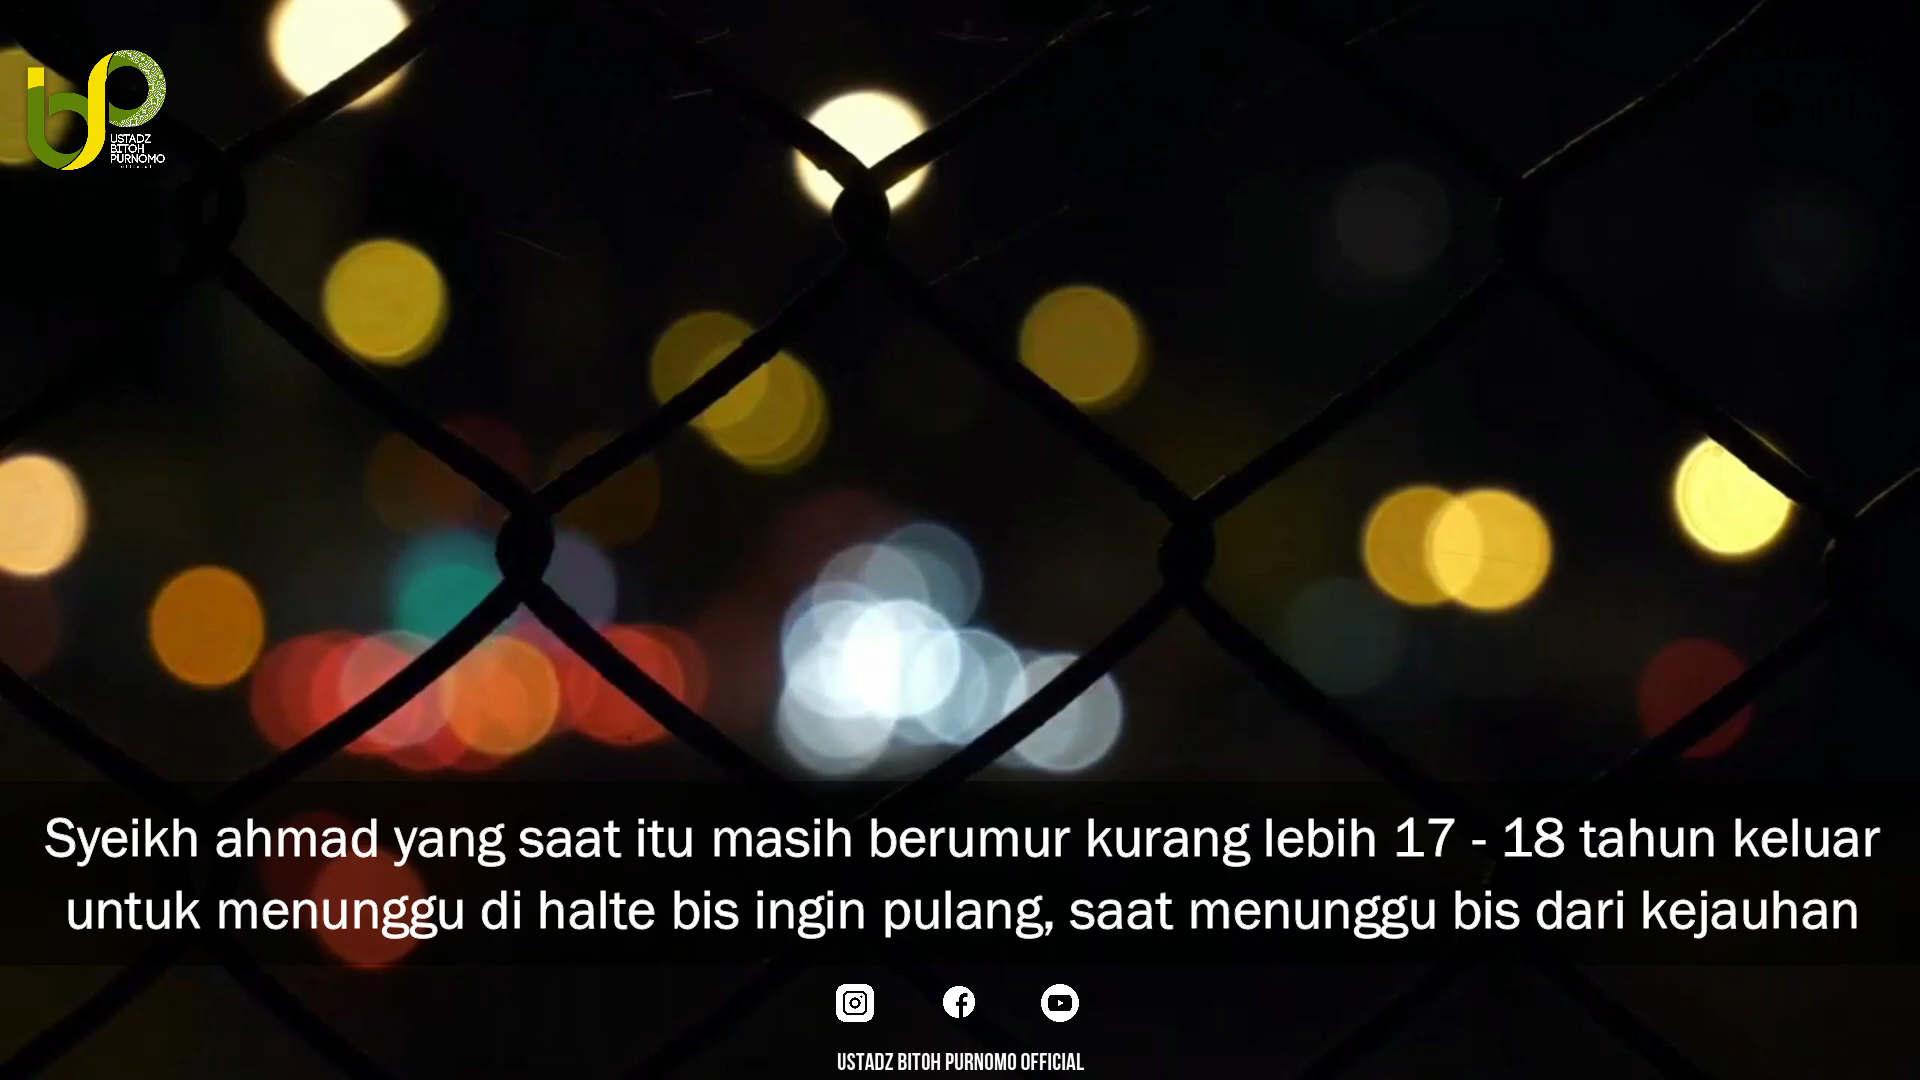 USTADZ
BITOH
PURNOMO
Syeikh ahmad yang saat itu masih berumur kurang lebih 17 - 18 tahun keluar
untuk menunggu di halte bis ingin pulang, saat menunggu bis dari kejauhan
USTADZ BITOH PURNOMO OFFICIAL